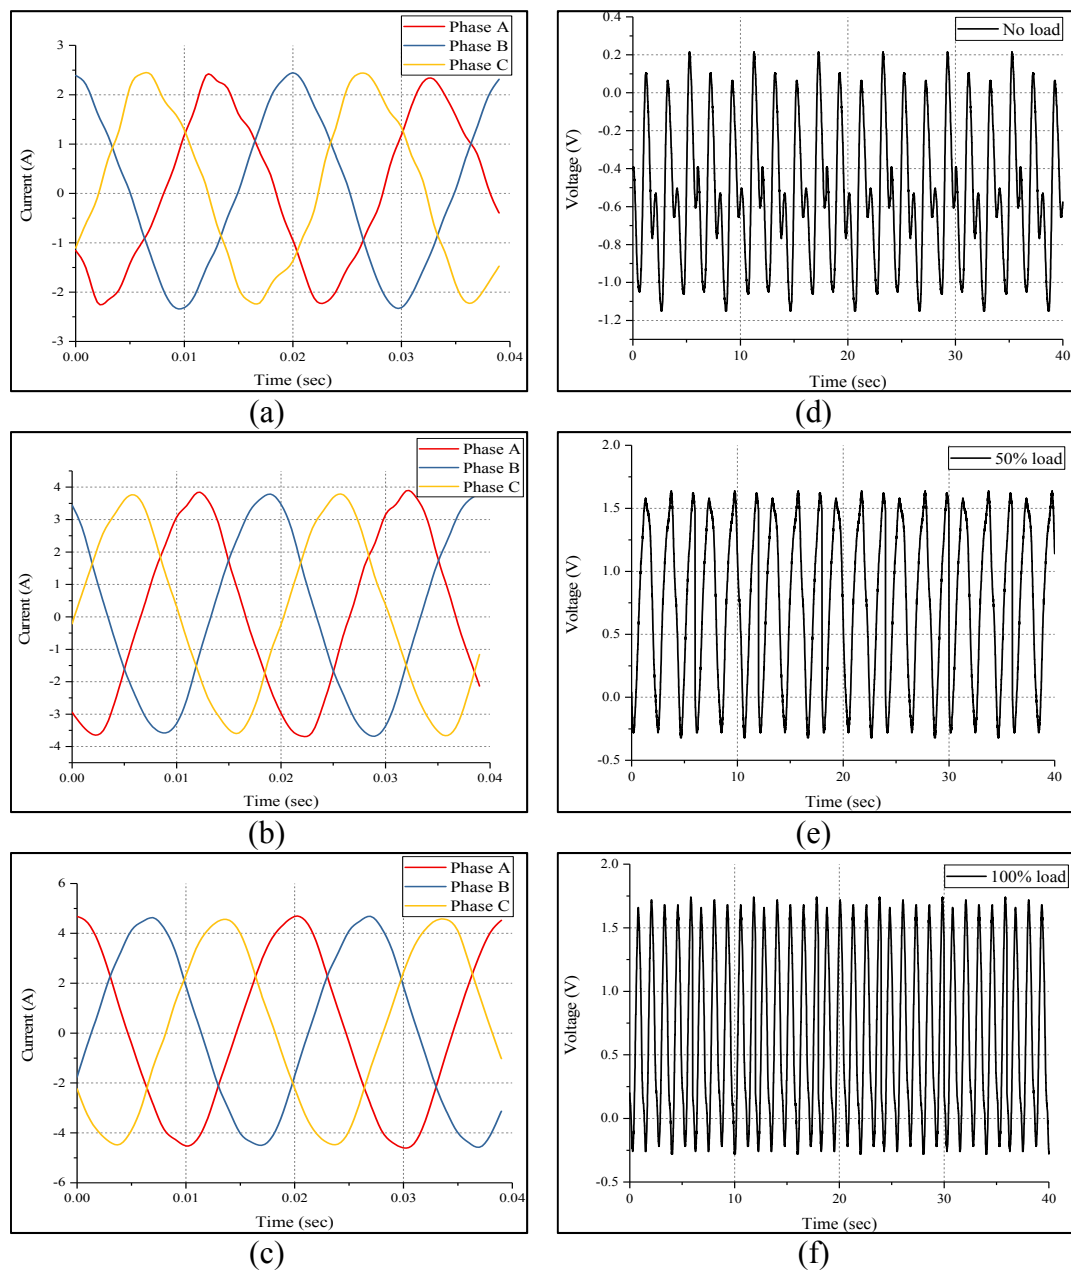 Phase A
Phase B
Phase C
3
2
1
0
-1
-2
-3
Current (A)
0.00 0.01 0.02 0.03 0.04
Time (sec)
(a)
No load
0.4
0.2
0.0
-0.4
-0.6
-0.8
-1.0
-1.2
Voltage (V)
0 10 20 30 40
Time (sec)
(d)
Phase A
Phase B
Phase C
4
3
2
1
0
-1
-2
-3
-4
Current (A)
0.00 0.01 0.02 0.03 0.04
Time (sec)
(b)
50% load
2.0
1.5
1.0
0.5
0.0
-0.5
Voltage (V)
0 10 20 30 40
Time (sec)
(e)
Phase A
Phase B
Phase C
6
4
2
0
-2
-4
-6
Current (A)
0.00 0.01 0.02 0.03 0.04
Time (sec)
(c)
100% load
2.0
1.5
1.0
0.5
0.0
-0.5
Voltage (V)
0 10 20 30 40
Time (sec)
(f)